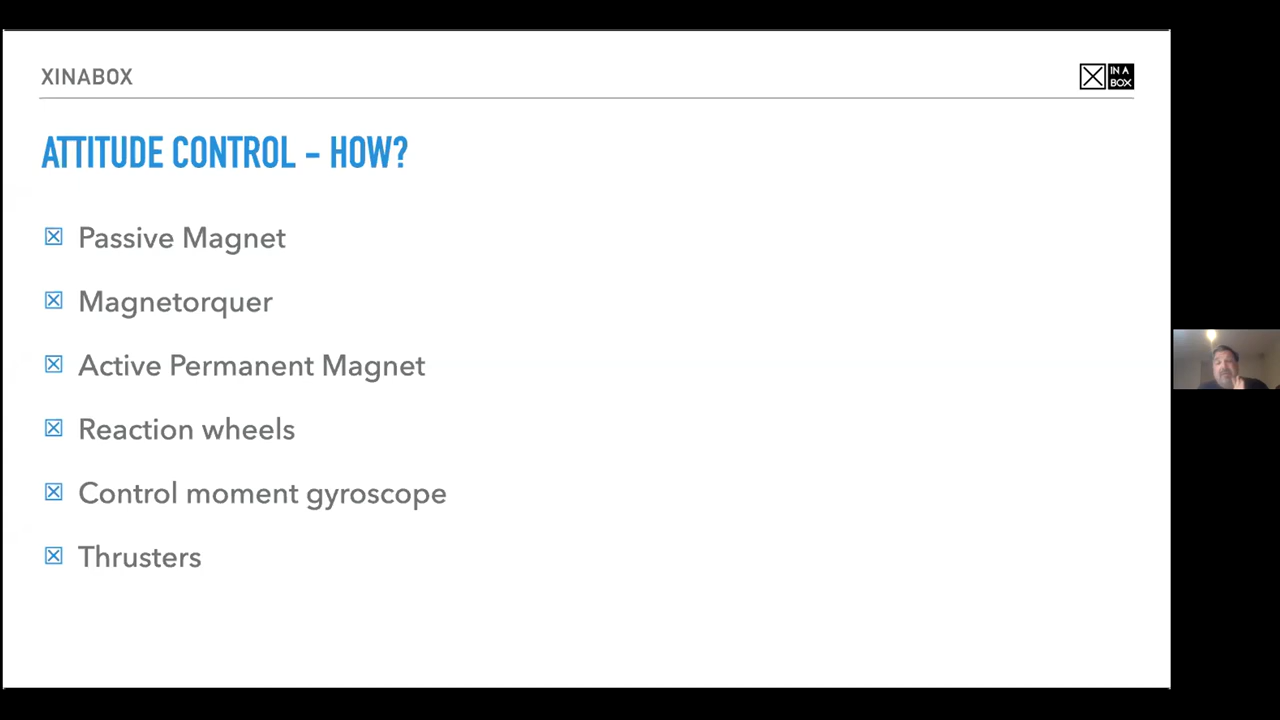 XINABOX
IN A
BOX
ATTITUDE CONTROL – HOW?
Passive Magnet
Magnetorquer
Active Permanent Magnet
Reaction wheels
Control moment gyroscope
Thrusters